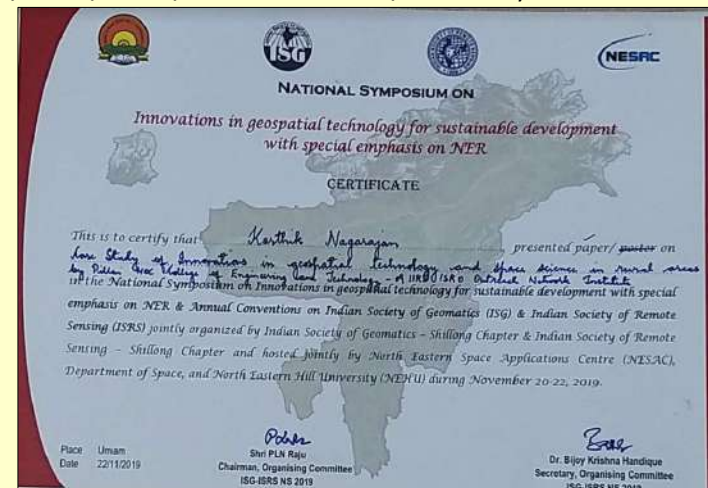 ISG
NESAC
NATIONAL SYMPOSIUM ON
Innovations in geospatial technology for sustainable development
with special emphasis on NER
CERTIFICATE
This is to certify that Karthik Nagarajan presented paper/ poster on
Case Study of Innovations in geospatial technology and space science in rural areas
by Pillai HOC College of Engineering and Technology - A IIRS ISRO Outreach Network Institute
in the National Symposium on Innovations in geospatial technology for sustainable development with special
emphasis on NER & Annual Conventions on Indian Society of Geomatics (ISG) & Indian Society of Remote
Sensing (ISRS) jointly organized by Indian Society of Geomatics – Shillong Chapter & Indian Society of Remote
Sensing – Shillong Chapter and hosted jointly by North Eastern Space Applications Centre (NESAC),
Department of Space, and North Eastern Hill University (NEHU) during November 20-22, 2019.
Place Umiam
Date 22/11/2019
Shri PLN Raju
Chairman, Organising Committee
ISG-ISRS NS 2019
Dr. Bijoy Krishna Handique
Secretary, Organising Committee
ISG-ISRS NS 2019